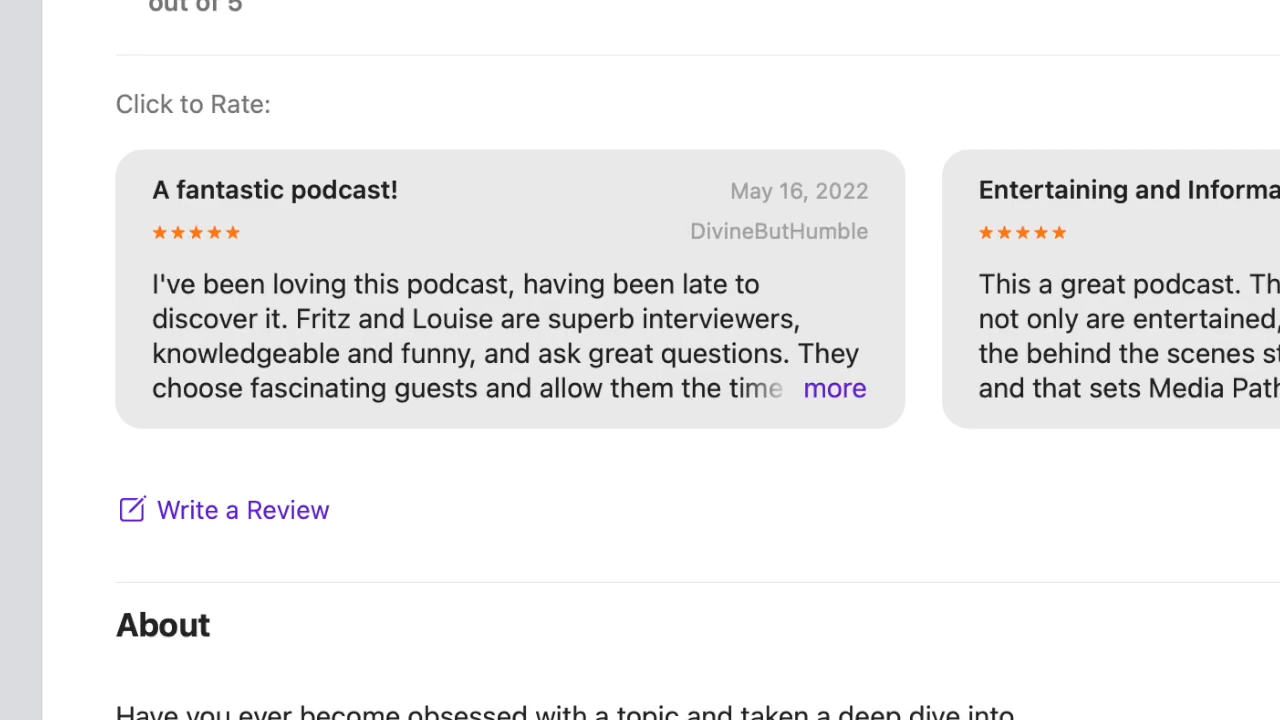 out of 5
Click to Rate:
A fantastic podcast!
May 16, 2022
DivineButHumble
I've been loving this podcast, having been late to
discover it. Fritz and Louise are superb interviewers,
knowledgeable and funny, and ask great questions. They
choose fascinating guests and allow them the time more
Entertaining and Informa
This a great podcast. Th
not only are entertained,
the behind the scenes st
and that sets Media Path
Write a Review
About
Have you ever become obsessed with a topic and taken a deep dive into